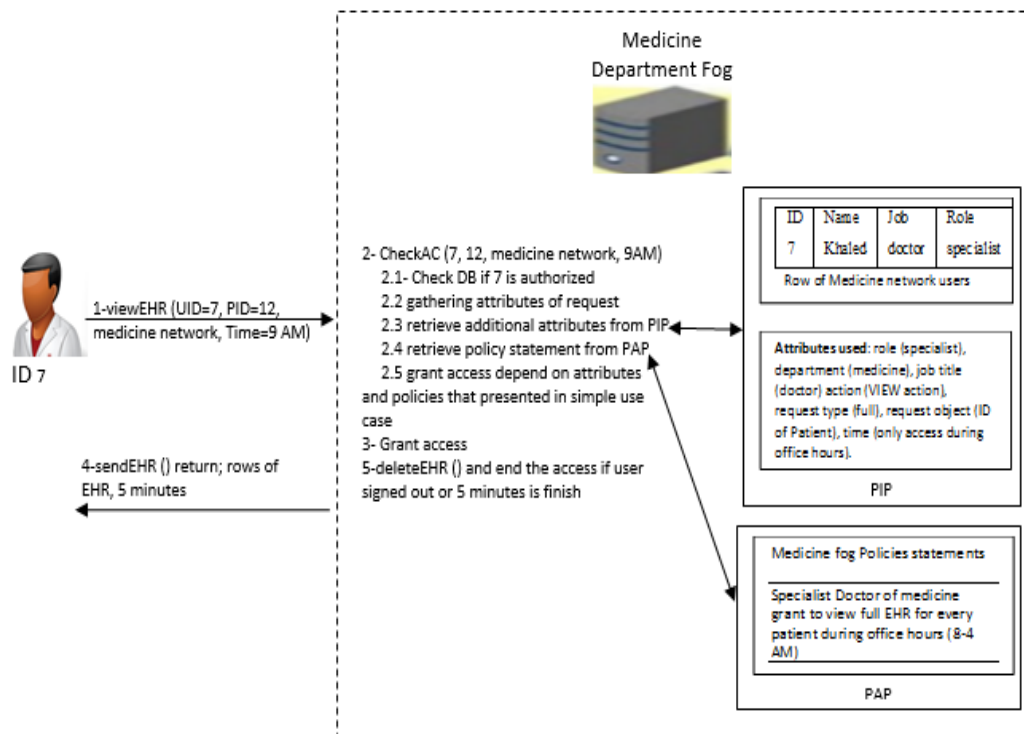 Medicine
Department Fog
1-viewEHR (UID=7, PID=12,
medicine network, Time=9 AM)
ID 7
4-sendEHR () return; rows of
EHR, 5 minutes
2- CheckAC (7, 12, medicine network, 9AM)
2.1- Check DB if 7 is authorized
2.2 gathering attributes of request
2.3 retrieve additional attributes from PIP
2.4 retrieve policy statement from PAP
2.5 grant access depend on attributes
and policies that presented in simple use
case
3- Grant access
5-deleteEHR () and end the access if user
signed out or 5 minutes is finish
ID Name Job Role
7 Khaled doctor specialist
Row of Medicine network users
Attributes used: role (specialist),
department (medicine), job title
(doctor) action (VIEW action),
request type (full), request object (ID
of Patient), time (only access during
office hours).
PIP
Medicine fog Policies statements
Specialist Doctor of medicine
grant to view full EHR for every
patient during office hours (8-4
AM)
PAP